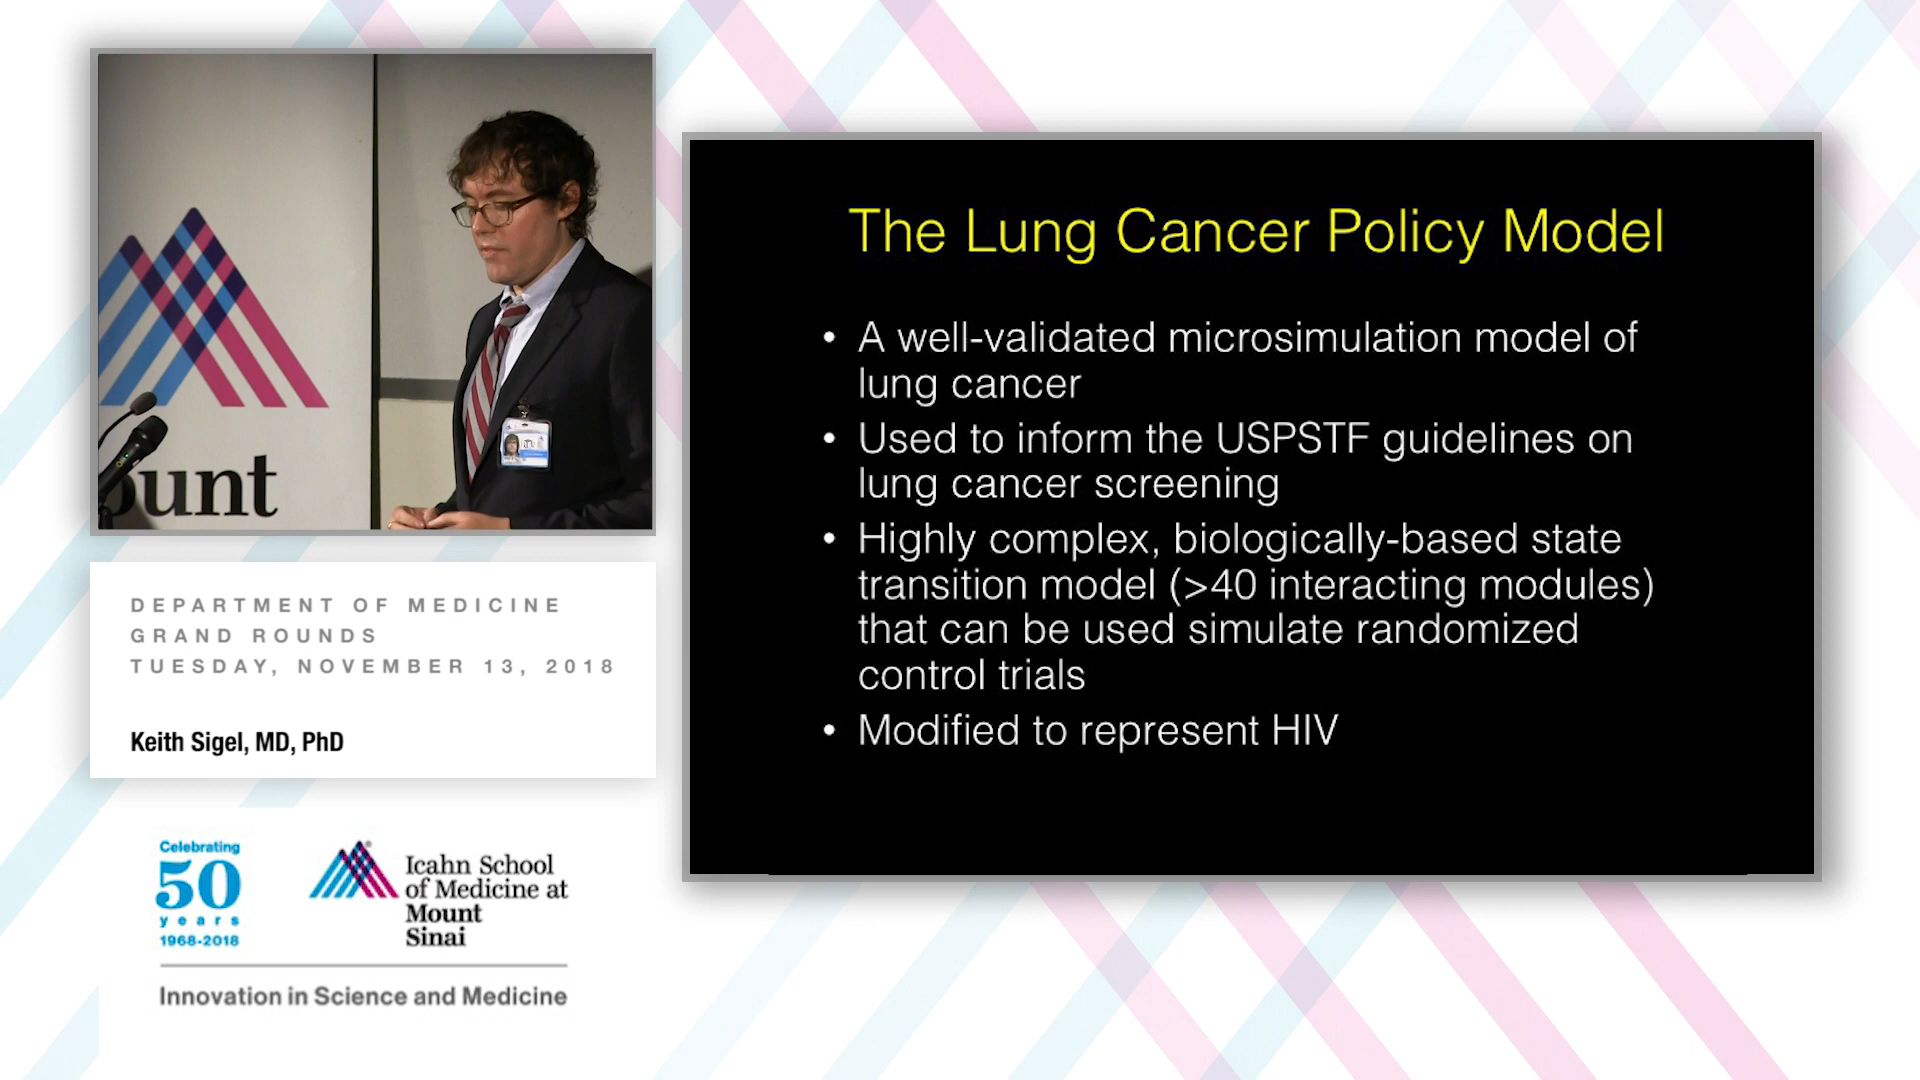 ount
DEPARTMENT OF MEDICINE
GRAND ROUNDS
TUESDAY, NOVEMBER 13, 2018
Keith Sigel, MD, PhD
Celebrating
50
years
1968-2018
Icahn School
of Medicine at
Mount
Sinai
Innovation in Science and Medicine
The Lung Cancer Policy Model
• A well-validated microsimulation model of
lung cancer
• Used to inform the USPSTF guidelines on
lung cancer screening
• Highly complex, biologically-based state
transition model (>40 interacting modules)
that can be used simulate randomized
control trials
• Modified to represent HIV